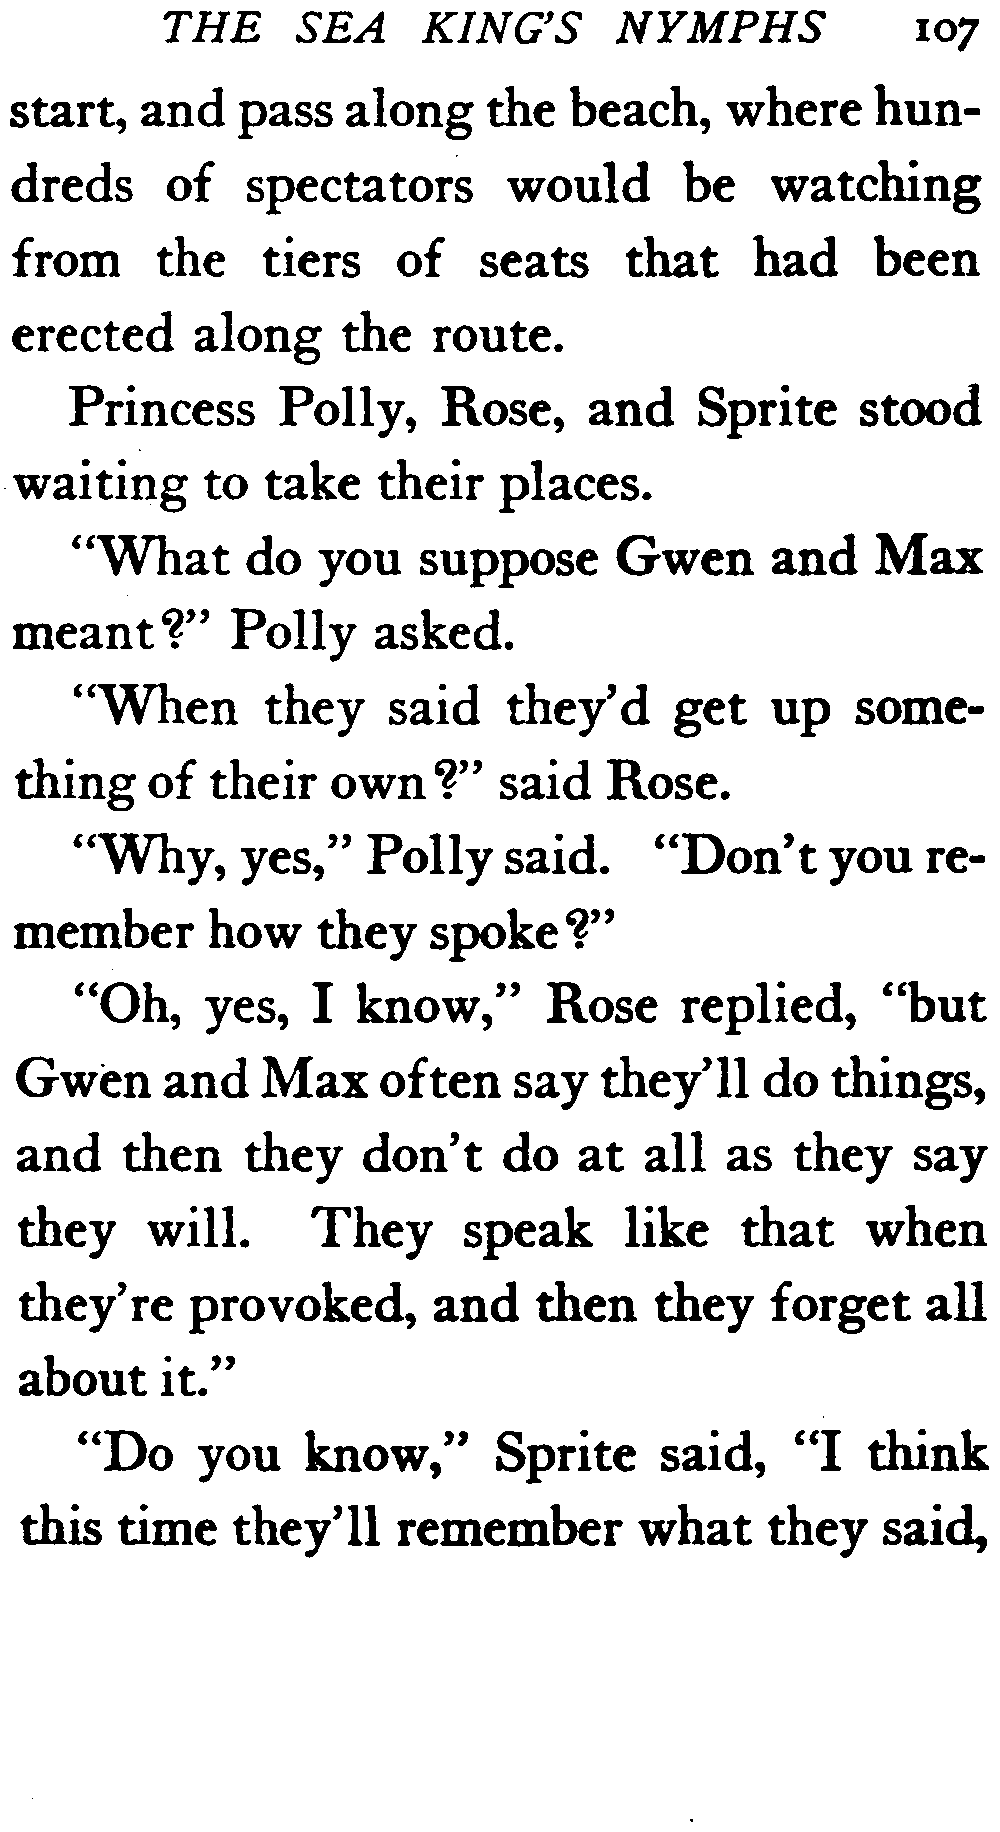 THE SEA KING'S NYMPHS 107
start, and pass along the beach, where hun-
dreds of spectators would be watching
from the tiers of seats that had been
erected along the route.
Princess Polly, Rose, and Sprite stood
waiting to take their places.
“What do you suppose Gwen and Max
meant?” Polly asked.
“When they said they’d get up some-
thing of their own?” said Rose.
“Why, yes,” Polly said. “Don’t you re-
member how they spoke?”
“Oh, yes, I know,” Rose replied, “but
Gwen and Max often say they’ll do things,
and then they don’t do at all as they say
they will. They speak like that when
they’re provoked, and then they forget all
about it.”
“Do you know,” Sprite said, “I think
this time they’ll remember what they said,